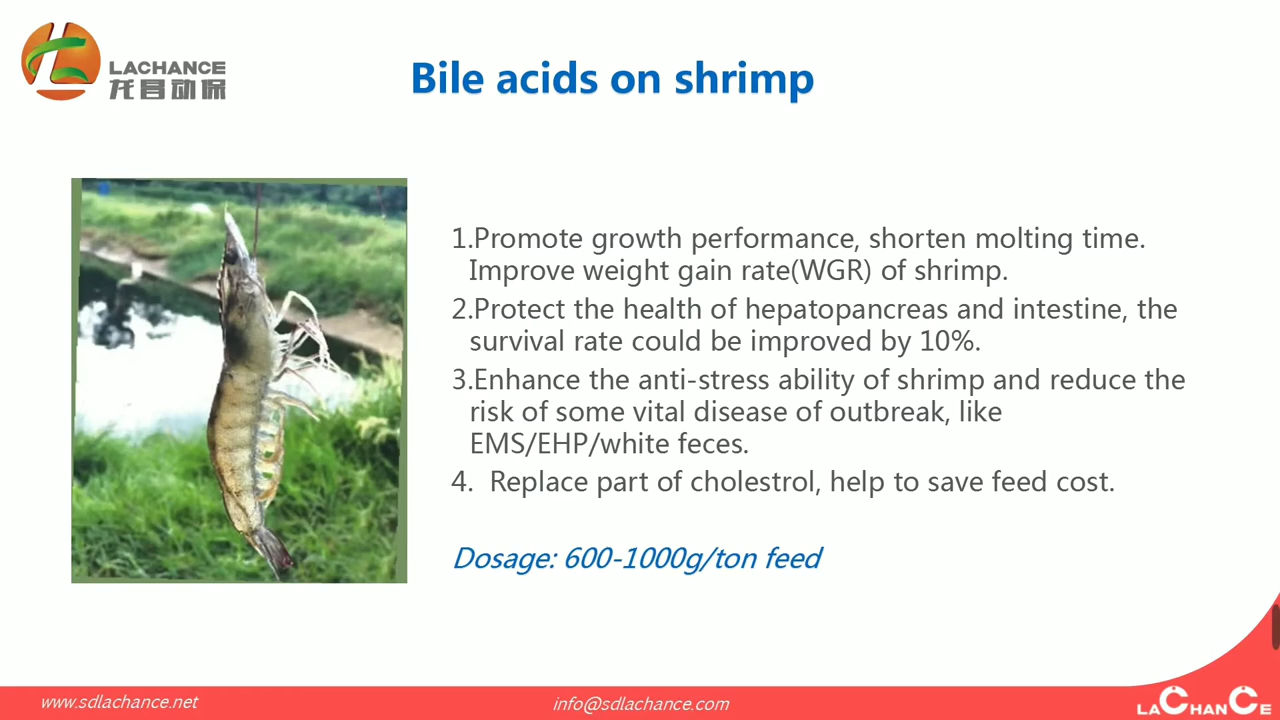 LACHANCE
龙昌动保
Bile acids on shrimp
1.Promote growth performance, shorten molting time.
Improve weight gain rate(WGR) of shrimp.
2.Protect the health of hepatopancreas and intestine, the
survival rate could be improved by 10%.
3.Enhance the anti-stress ability of shrimp and reduce the
risk of some vital disease of outbreak, like
EMS/EHP/white feces.
4. Replace part of cholestrol, help to save feed cost.
Dosage: 600-1000g/ton feed
www.sdlachance.net
info@sdlachance.com
LACHANCE